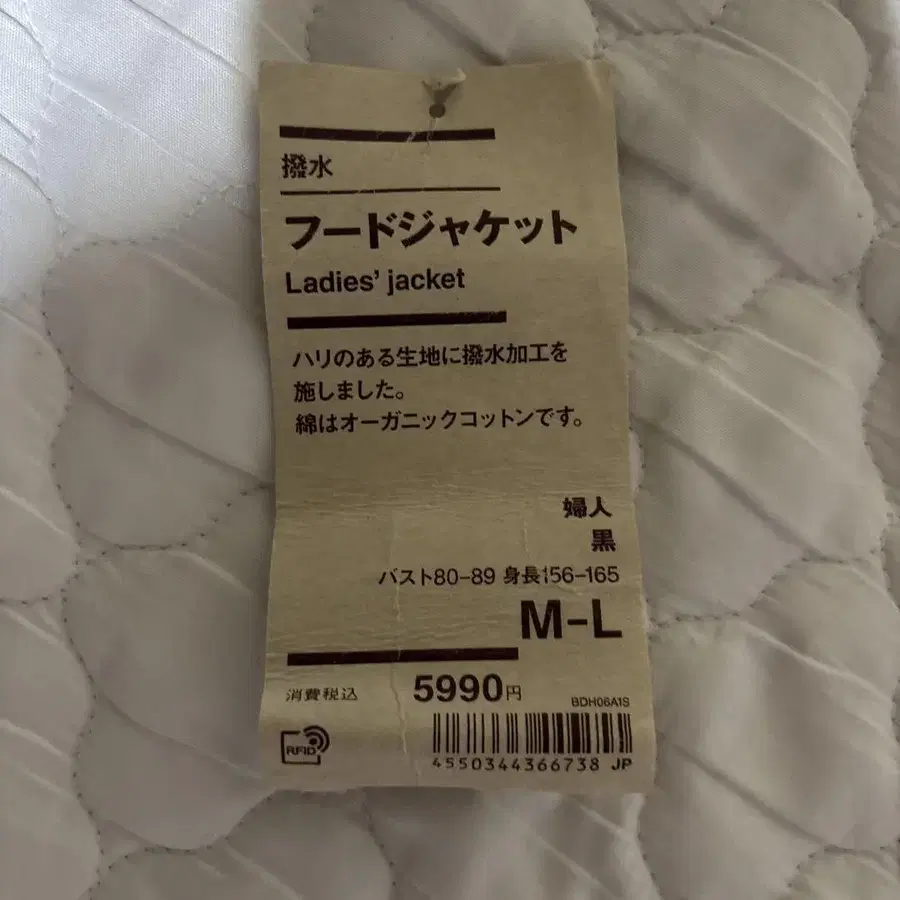 撥水
フードジャケット
Ladies' jacket
ハリのある生地に撥水加工を
施しました。
綿はオーガニックコットンです。
婦人
黒
バスト80-89 身長156-165
M-L
消費税込 5990円
BDH06A1S
RFID
4550344366738 JP